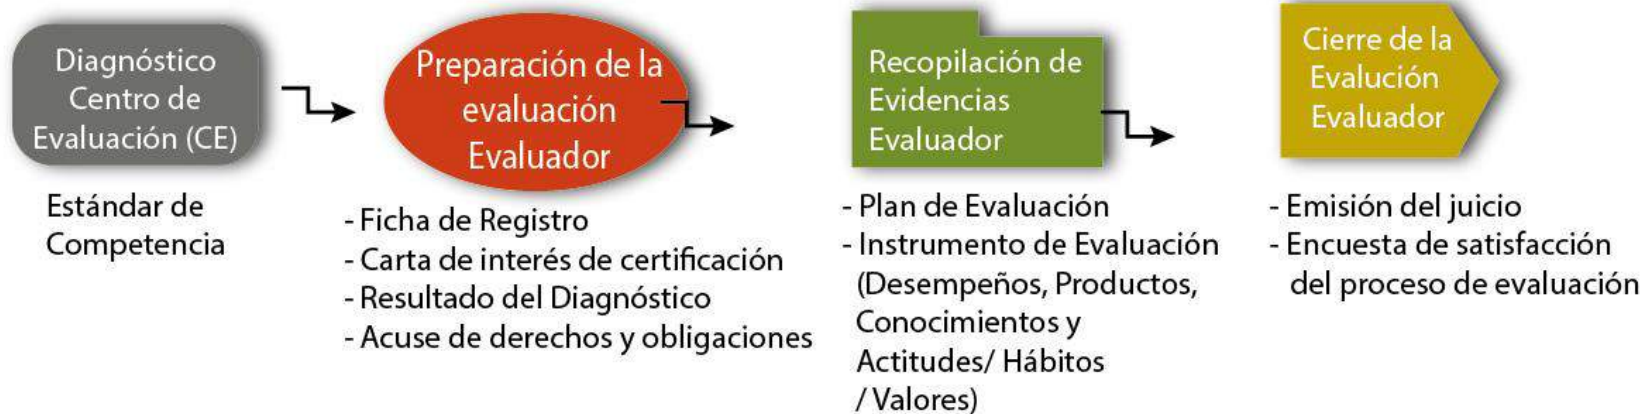 Diagnóstico
Centro de
Evaluación (CE)
Estándar de
Competencia
Preparación de la
evaluación
Evaluador
- Ficha de Registro
- Carta de interés de certificación
- Resultado del Diagnóstico
- Acuse de derechos y obligaciones
Recopilación de
Evidencias
Evaluador
- Plan de Evaluación
- Instrumento de Evaluación
(Desempeños, Productos,
Conocimientos y
Actitudes/ Hábitos
/ Valores)
Cierre de la
Evalución
Evaluador
- Emisión del juicio
- Encuesta de satisfacción
del proceso de evaluación